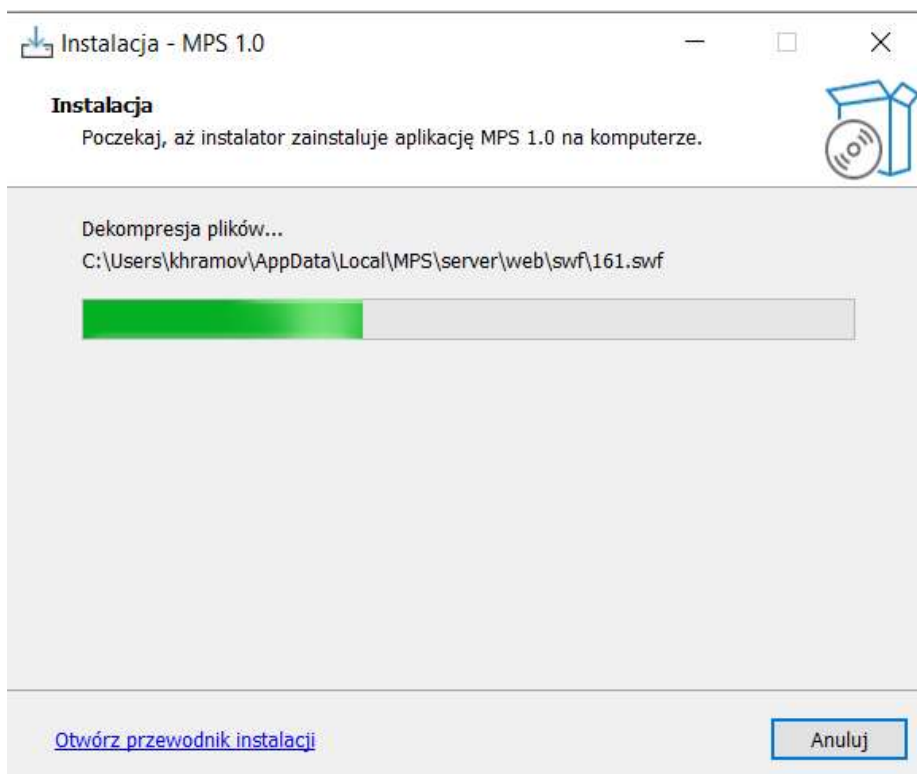 Instalacja - MPS 1.0
Instalacja
Poczekaj, aż instalator zainstaluje aplikację MPS 1.0 na komputerze.
Dekompresja plików...
C:\Users\khramov\AppData\Local\MPS\server\web\swf\161.swf
Otwórz przewodnik instalacji
Anuluj